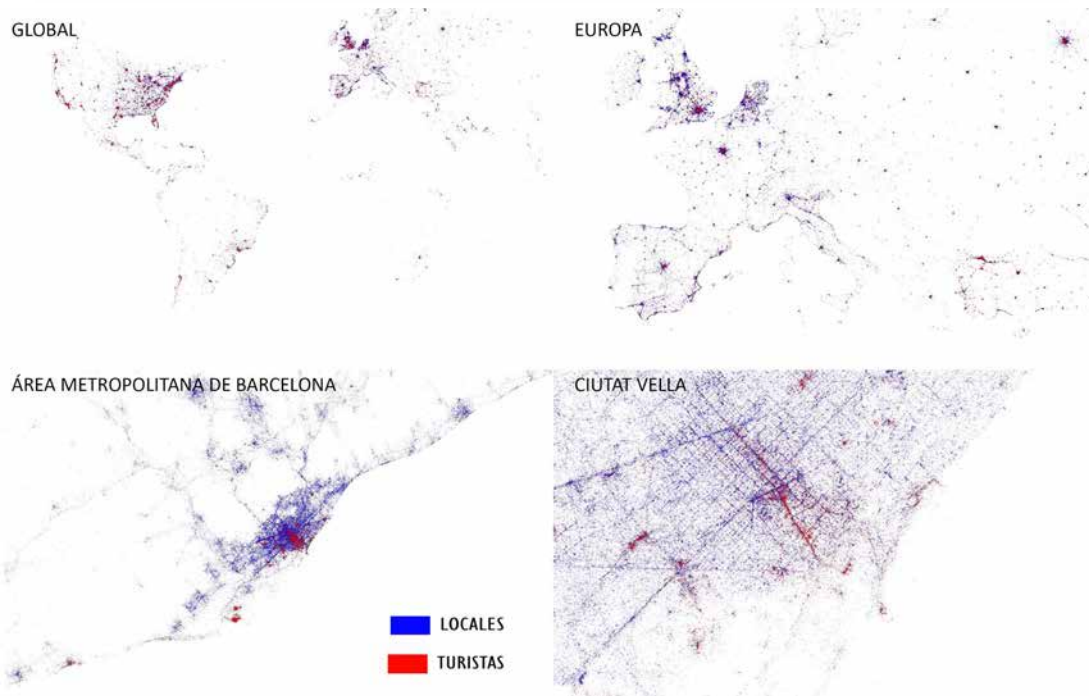 GLOBAL
EUROPA
ÁREA METROPOLITANA DE BARCELONA
CIUTAT VELLA
LOCALES
TURISTAS